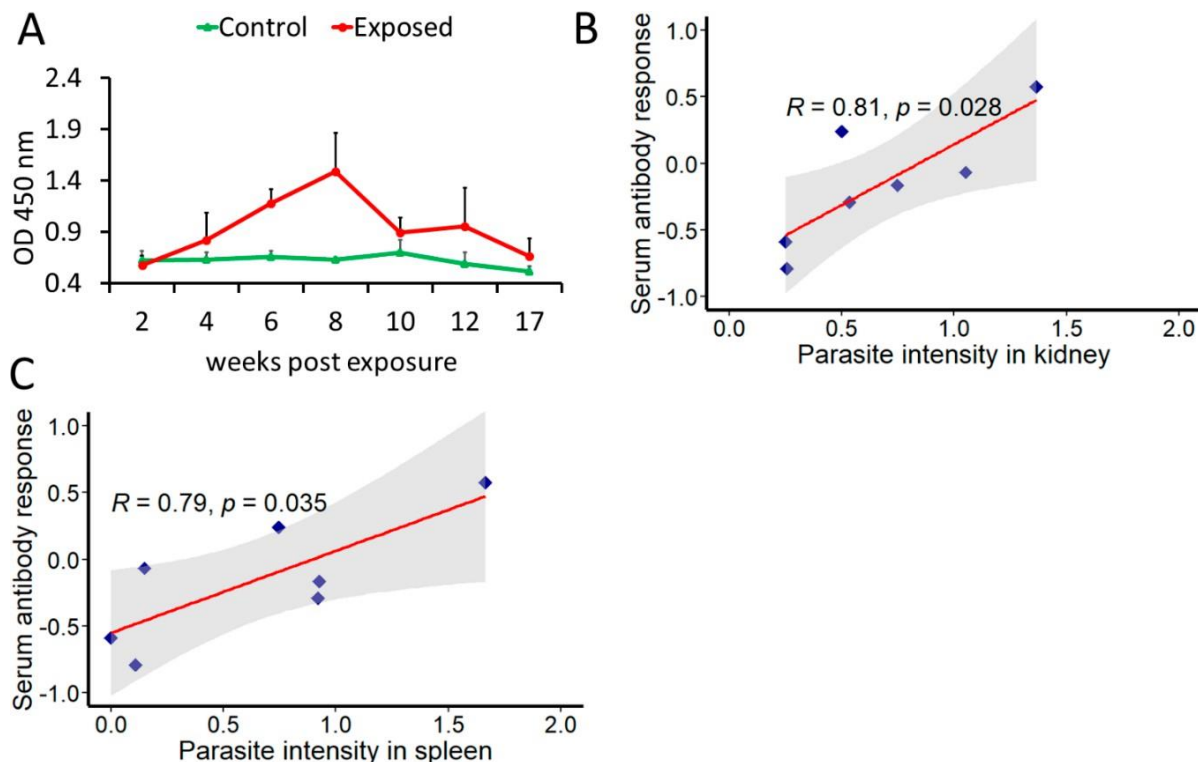 A
Control Exposed
OD 450 nm
2.4
1.9
1.4
0.9
0.4
2 4 6 8 10 12 17
weeks post exposure
B
Serum antibody response
1.0
0.5
0.0
-0.5
-1.0
R = 0.81, p = 0.028
0.0 0.5 1.0 1.5 2.0
Parasite intensity in kidney
C
Serum antibody response
1.0
0.5
0.0
-0.5
-1.0
R = 0.79, p = 0.035
0.0 0.5 1.0 1.5 2.0
Parasite intensity in spleen